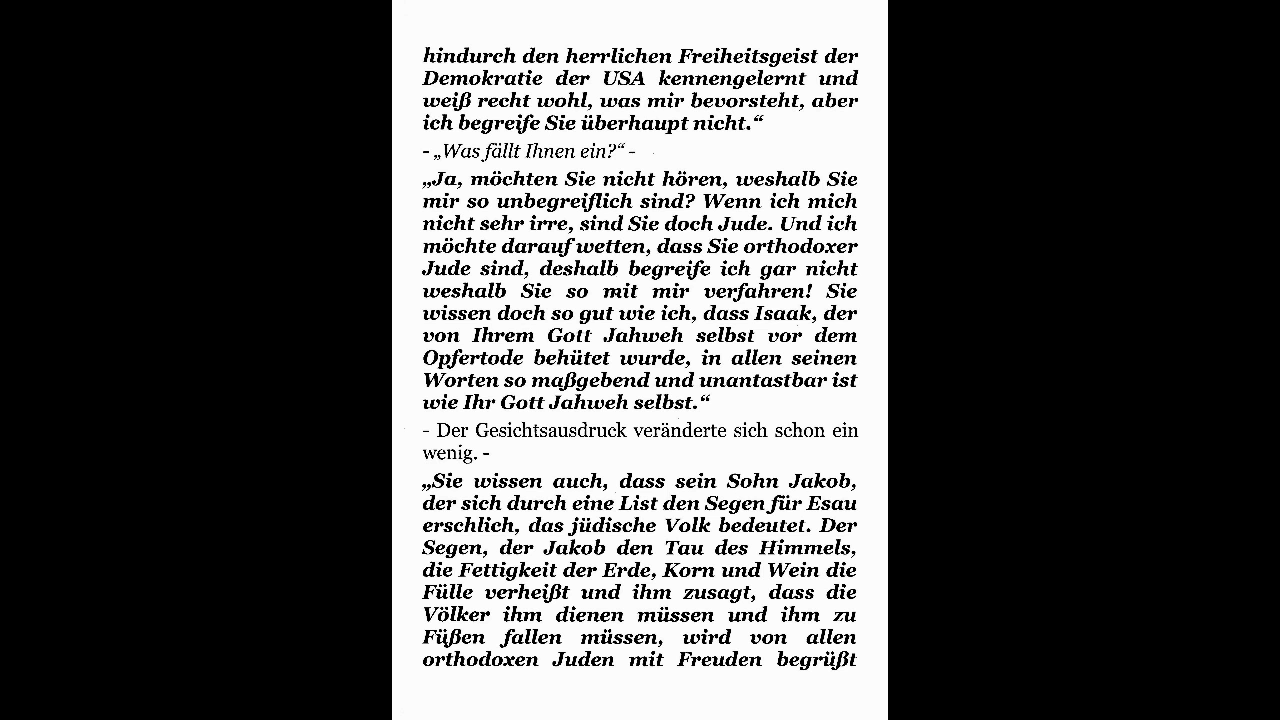 hindurch den herrlichen Freiheitsgeist der
Demokratie der USA kennengelernt und
weiß recht wohl, was mir bevorsteht, aber
ich begreife Sie überhaupt nicht.“
- „Was fällt Ihnen ein?“ -
„Ja, möchten Sie nicht hören, weshalb Sie
mir so unbegreiflich sind? Wenn ich mich
nicht sehr irre, sind Sie doch Jude. Und ich
möchte darauf wetten, dass Sie orthodoxer
Jude sind, deshalb begreife ich gar nicht
weshalb Sie so mit mir verfahren! Sie
wissen doch so gut wie ich, dass Isaak, der
von Ihrem Gott Jahweh selbst vor dem
Opfertode behütet wurde, in allen seinen
Worten so maßgebend und unantastbar ist
wie Ihr Gott Jahweh selbst.“
- Der Gesichtsausdruck veränderte sich schon ein
wenig. -
„Sie wissen auch, dass sein Sohn Jakob,
der sich durch eine List den Segen für Esau
erschlich, das jüdische Volk bedeutet. Der
Segen, der Jakob den Tau des Himmels,
die Fettigkeit der Erde, Korn und Wein die
Fülle verheißt und ihm zusagt, dass die
Völker ihm dienen müssen und ihm zu
Füßen fallen müssen, wird von allen
orthodoxen Juden mit Freuden begrüßt